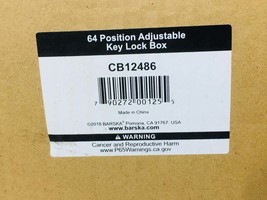 64 Position Adjustable
Key Lock Box
CB12486
7 90272 00125 5
Made in China
©2018 BARSKA® Pomona, CA 91767, USA
www.barska.com
WARNING
Cancer and Reproductive Harm
www.P65Warnings.ca.gov